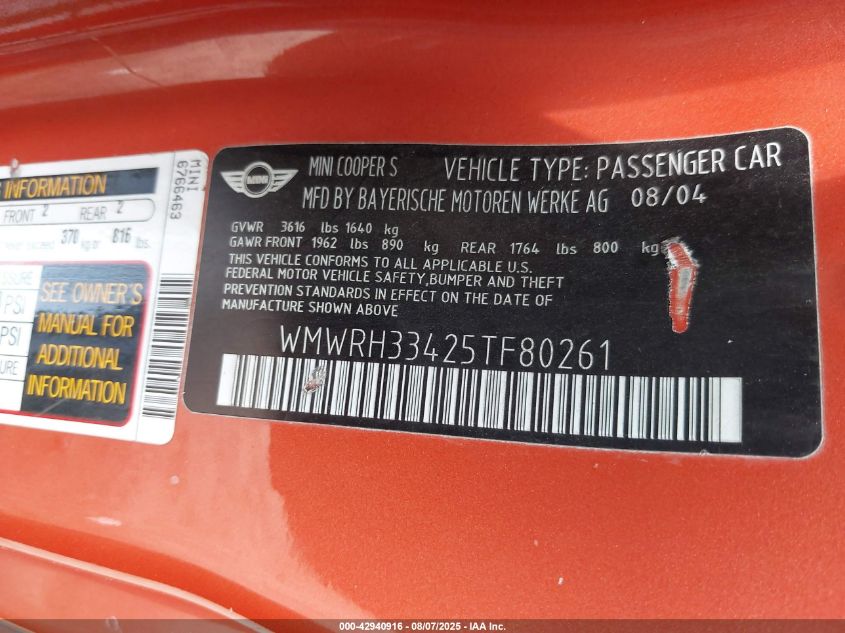 MINI
MINI COOPER S VEHICLE TYPE: PASSENGER CAR
MFD BY BAYERISCHE MOTOREN WERKE AG 08/04
GVWR 3616 lbs 1640 kg
GAWR FRONT 1962 lbs 890 kg REAR 1764 lbs 800 kg
THIS VEHICLE CONFORMS TO ALL APPLICABLE U.S.
FEDERAL MOTOR VEHICLE SAFETY,BUMPER AND THEFT
PREVENTION STANDARDS IN EFFECT ON THE DATE OF
MANUFACTURE SHOWN ABOVE
WMWRH33425TF80261
INFORMATION
FRONT 2 REAR 2
exceed 370 kg or 816 lbs.
PSI
PSI
SEE OWNER'S
MANUAL FOR
ADDITIONAL
INFORMATION
MINI
6766463
000-42940916 - 08/07/2025 - IAA Inc.